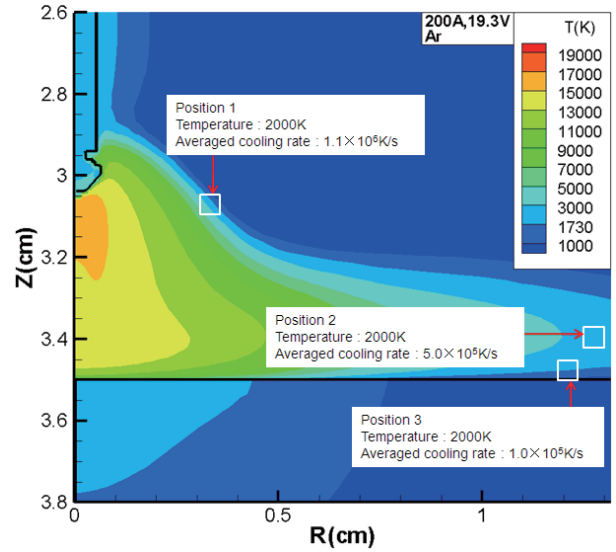 200A,19.3V
Ar
T(K)
19000
17000
15000
13000
11000
9000
7000
5000
3000
1730
1000
Position 1
Temperature : 2000K
Averaged cooling rate : 1.1×10⁶K/s
Position 2
Temperature : 2000K
Averaged cooling rate : 5.0×10⁵K/s
Position 3
Temperature : 2000K
Averaged cooling rate : 1.0×10⁵K/s
2.6
2.8
3
3.2
3.4
3.6
3.8
Z(cm)
0
0.5
1
R(cm)